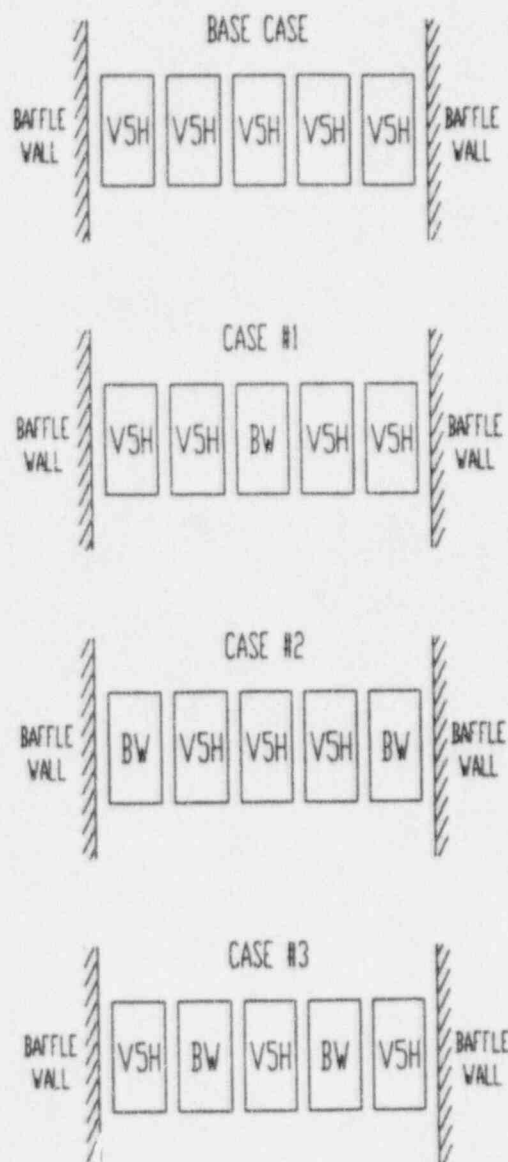 BASE CASE
BAFFLE WALL V5H V5H V5H V5H V5H BAFFLE WALL
CASE #1
BAFFLE WALL V5H V5H BW V5H V5H BAFFLE WALL
CASE #2
BAFFLE WALL BW V5H V5H V5H BW BAFFLE WALL
CASE #3
BAFFLE WALL V5H BW V5H BW V5H BAFFLE WALL